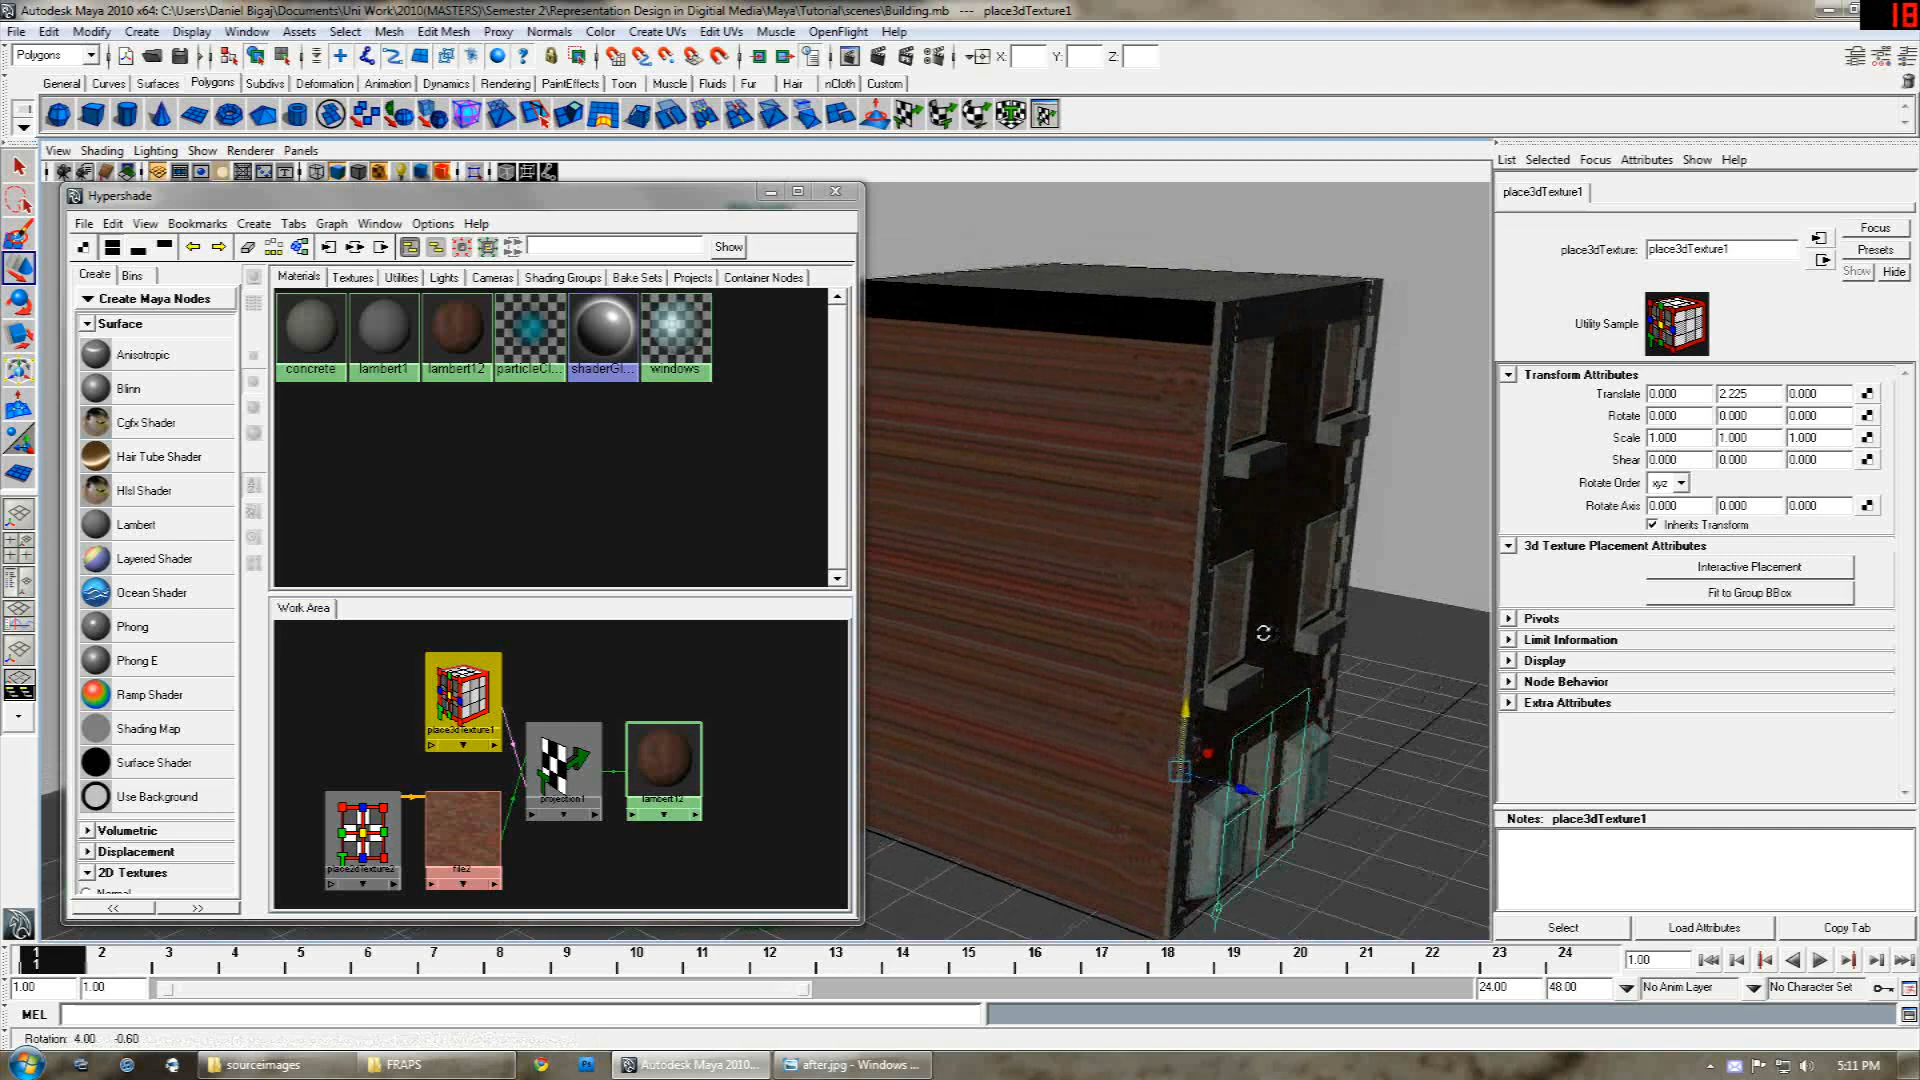 Autodesk Maya 2010 x64: C:\Users\Daniel Bigaj\Documents\Uni Work\2010(MASTERS)\Semester 2\Representation Design in Digitial Media\Maya\Tutorial\scenes\Building.mb --- place3dTexture1
18
File Edit Modify Create Display Window Assets Select Mesh Edit Mesh Proxy Normals Color Create UVs Edit UVs Muscle OpenFlight Help
Polygons X: Y: Z:
General Curves Surfaces Polygons Subdivs Deformation Animation Dynamics Rendering PaintEffects Toon Muscle Fluids Fur Hair nCloth Custom
View Shading Lighting Show Renderer Panels
List Selected Focus Attributes Show Help
Hypershade
place3dTexture1
File Edit View Bookmarks Create Tabs Graph Window Options Help
Show
Focus
place3dTexture: place3dTexture1
Presets
Show Hide
Create Bins
Materials Textures Utilities Lights Cameras Shading Groups Bake Sets Projects Container Nodes
Create Maya Nodes
Surface
Anisotropic
Blinn
Cgfx Shader
Hair Tube Shader
Hlsl Shader
Lambert
Layered Shader
Ocean Shader
Phong
Phong E
Ramp Shader
Shading Map
Surface Shader
Use Background
Volumetric
Displacement
2D Textures
Normal
<< >>
concrete lambert1 lambert12 particleCl... shaderGl... windows
Work Area
place3dTexture1
projection1
lambert12
place2dTexture2
file2
Utility Sample
Transform Attributes
Translate 0.000 2.225 0.000
Rotate 0.000 0.000 0.000
Scale 1.000 1.000 1.000
Shear 0.000 0.000 0.000
Rotate Order xyz
Rotate Axis 0.000 0.000 0.000
Inherits Transform
3d Texture Placement Attributes
Interactive Placement
Fit to Group BBox
Pivots
Limit Information
Display
Node Behavior
Extra Attributes
Notes: place3dTexture1
Select Load Attributes Copy Tab
1 2 3 4 5 6 7 8 9 10 11 12 13 14 15 16 17 18 19 20 21 22 23 24
1
1.00
1.00 1.00 24.00 48.00 No Anim Layer No Character Set
MEL
Rotation: 4.00 -0.60
sourceimages FRAPS Autodesk Maya 2010... after.jpg - Windows ... 5:11 PM